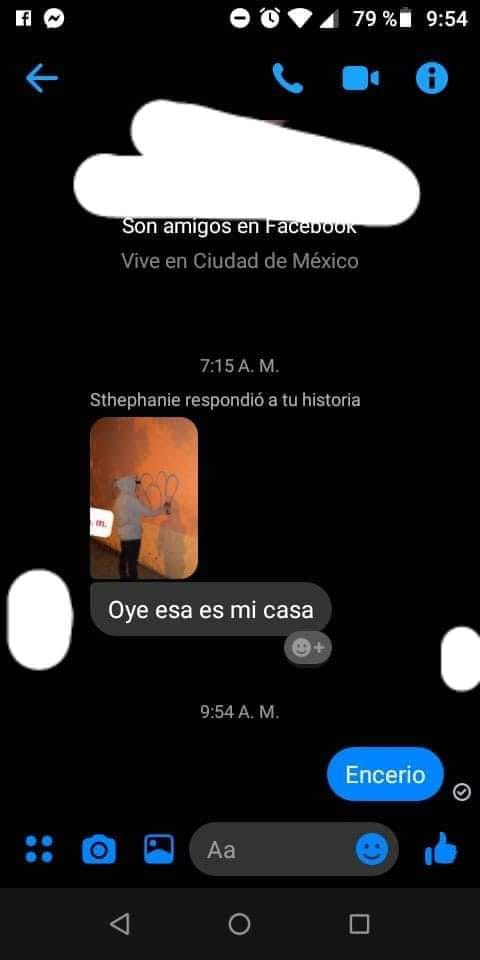 79 % 9:54
Son amigos en Facebook
Vive en Ciudad de México
7:15 A. M.
Sthephanie respondió a tu historia
m.
Oye esa es mi casa
9:54 A. M.
Encerio
Aa